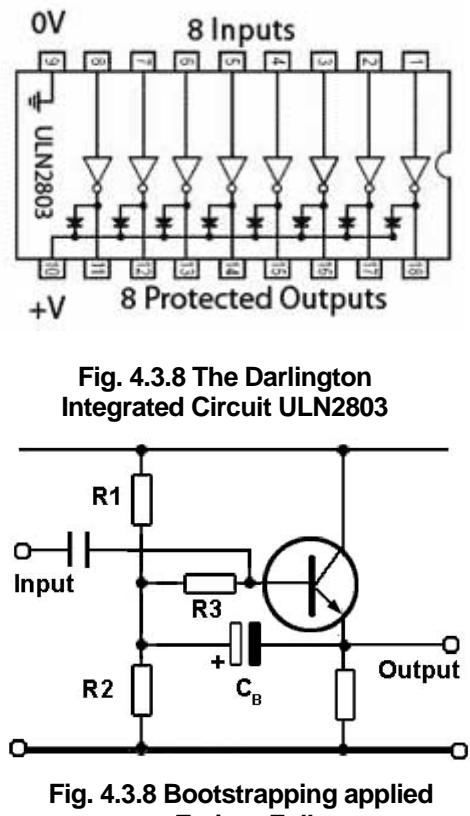 0V
8 Inputs
9 8 7 6 5 4 3 2 1
ULN2803
10 11 12 13 14 15 16 17 18
+V
8 Protected Outputs
Fig. 4.3.8 The Darlington
Integrated Circuit ULN2803
R1
Input
R3
+
Output
R2
CB
Fig. 4.3.8 Bootstrapping applied